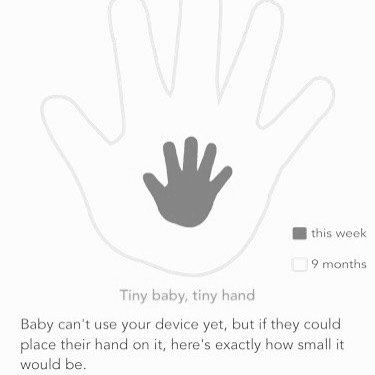 this week
9 months
Tiny baby, tiny hand
Baby can't use your device yet, but if they could
place their hand on it, here's exactly how small it
would be.